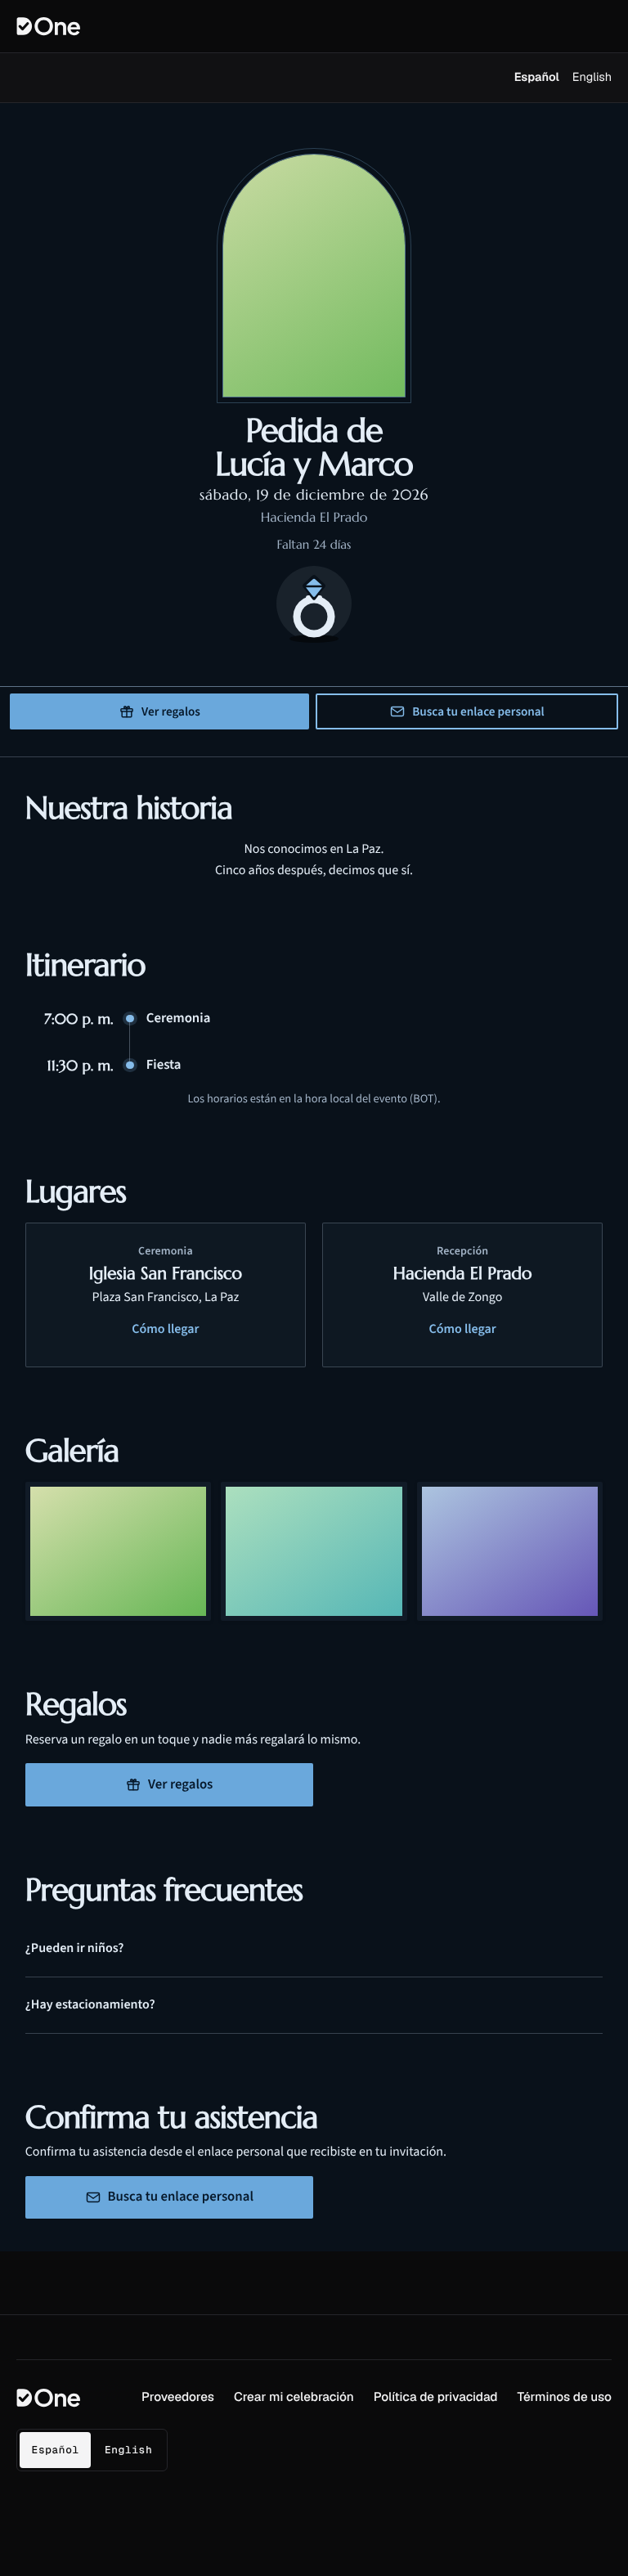 One
Español English
Pedida de
Lucía y Marco
sábado, 19 de diciembre de 2026
Hacienda El Prado
Faltan 24 días
Ver regalos
Busca tu enlace personal
Nuestra historia
Nos conocimos en La Paz.
Cinco años después, decimos que sí.
Itinerario
7:00 p. m. Ceremonia
11:30 p. m. Fiesta
Los horarios están en la hora local del evento (BOT).
Lugares
Ceremonia
Iglesia San Francisco
Plaza San Francisco, La Paz
Cómo llegar
Recepción
Hacienda El Prado
Valle de Zongo
Cómo llegar
Galería
Regalos
Reserva un regalo en un toque y nadie más regalará lo mismo.
Ver regalos
Preguntas frecuentes
¿Pueden ir niños?
¿Hay estacionamiento?
Confirma tu asistencia
Confirma tu asistencia desde el enlace personal que recibiste en tu invitación.
Busca tu enlace personal
One
Proveedores Crear mi celebración Política de privacidad Términos de uso
Español English